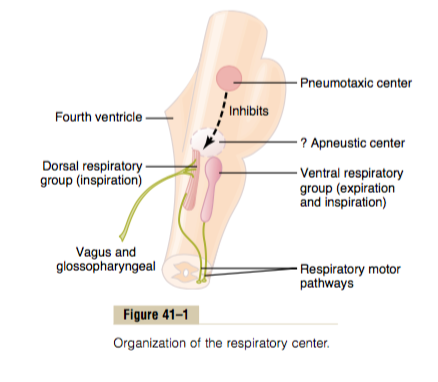 Pneumotaxic center
Inhibits
Fourth ventricle
? Apneustic center
Dorsal respiratory
group (inspiration)
Ventral respiratory
group (expiration
and inspiration)
Vagus and
glossopharyngeal
Respiratory motor
pathways
Figure 41–1
Organization of the respiratory center.